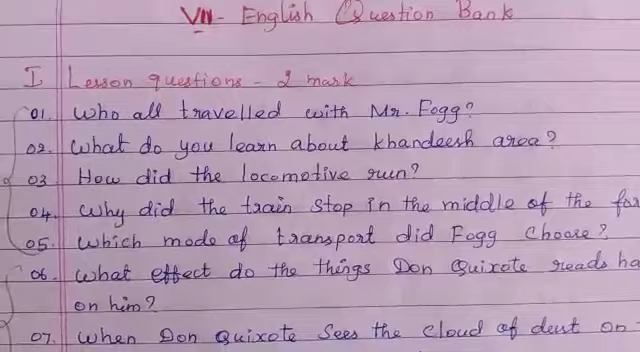 VII - English Question Bank
I Lesson questions - 2 mark
01. Who all travelled with Mr. Fogg?
02. What do you learn about khandeesh area?
03 How did the locomotive run?
04. Why did the train stop in the middle of the for
05. Which mode of transport did Fogg choose?
06. What effect do the things Don Quixote reads ha
on him?
07. When Don Quixote sees the cloud of dust on